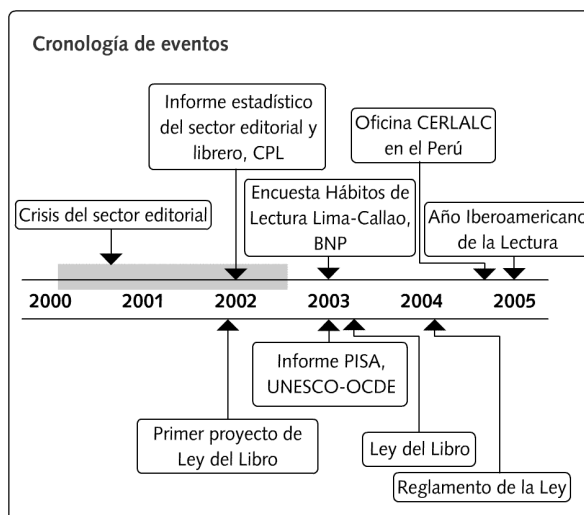 Cronología de eventos
Informe estadístico
del sector editorial y
librero, CPL
Oficina CERLALC
en el Perú
Crisis del sector editorial
Encuesta Hábitos de
Lectura Lima-Callao,
BNP
Año Iberoamericano
de la Lectura
2000 2001 2002 2003 2004 2005
Informe PISA,
UNESCO-OCDE
Primer proyecto de
Ley del Libro
Ley del Libro
Reglamento de la Ley